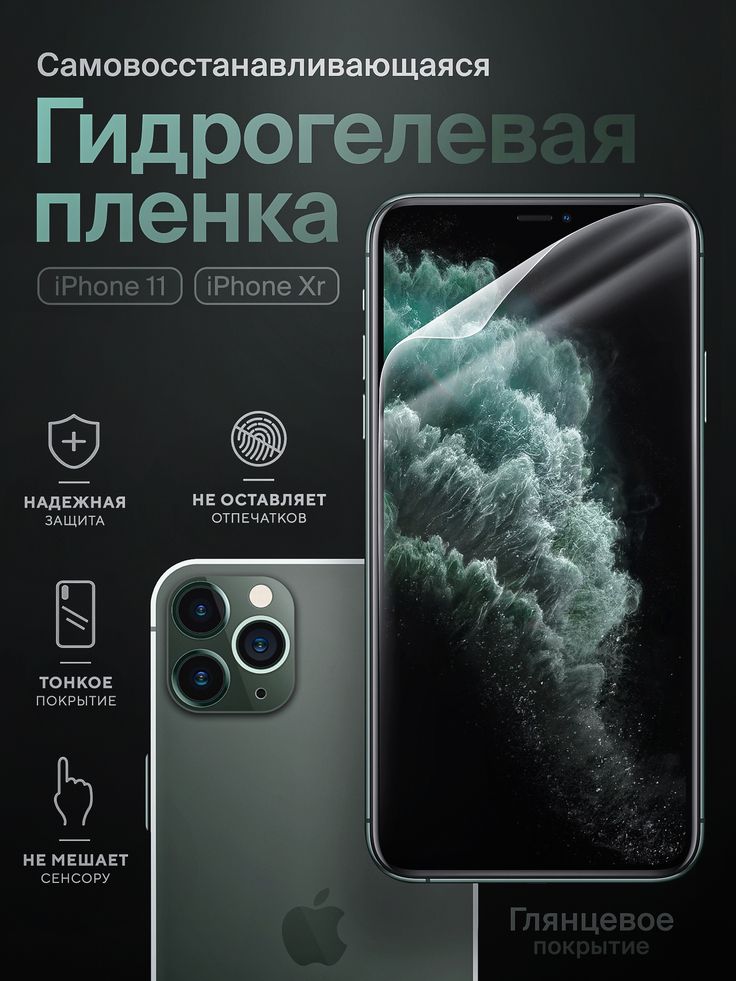 Самовосстанавливающаяся
Гидрогелевая
пленка
iPhone 11 iPhone Xr
НАДЕЖНАЯ
ЗАЩИТА
НЕ ОСТАВЛЯЕТ
ОТПЕЧАТКОВ
ТОНКОЕ
ПОКРЫТИЕ
НЕ МЕШАЕТ
СЕНСОРУ
Глянцевое
покрытие